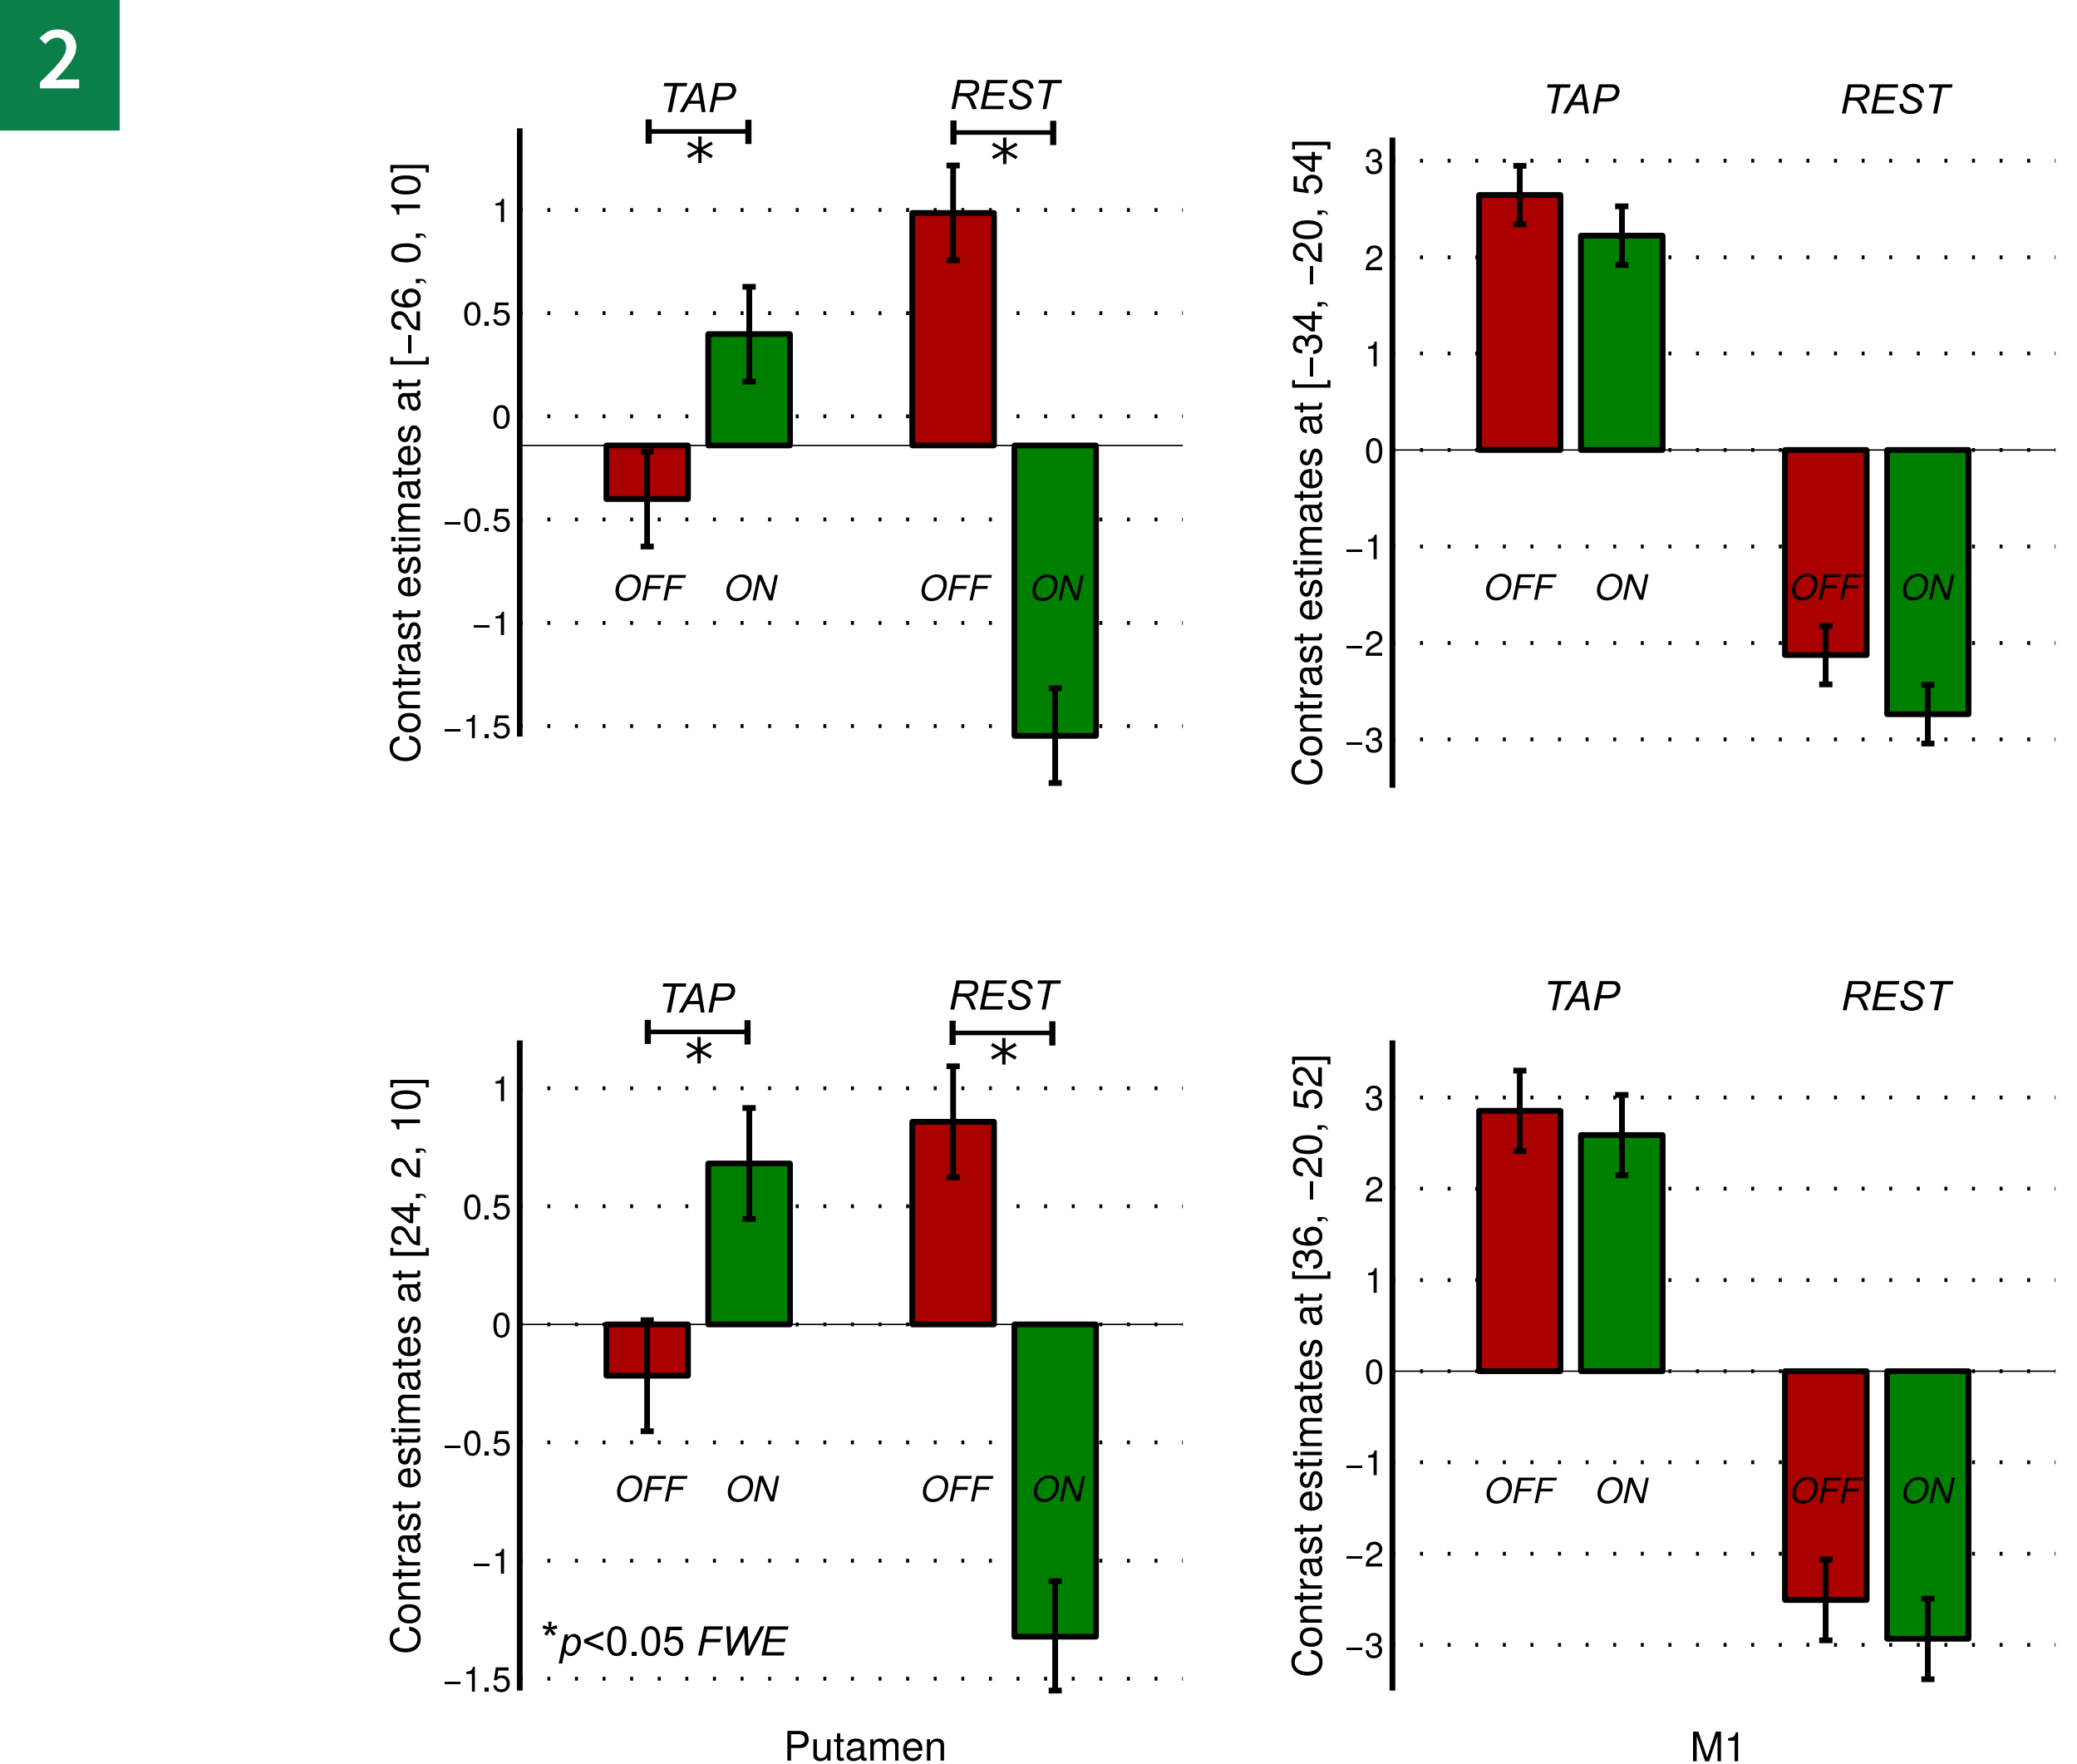 2
TAP
REST
*
*
Contrast estimates at [−26, 0, 10]
1
0.5
0
−0.5
−1
−1.5
OFF
ON
OFF
ON
TAP
REST
Contrast estimates at [−34, −20, 54]
3
2
1
0
−1
−2
−3
OFF
ON
OFF
ON
TAP
REST
*
*
Contrast estimates at [24, 2, 10]
1
0.5
0
−0.5
−1
−1.5
OFF
ON
OFF
ON
*p<0.05 FWE
Putamen
TAP
REST
Contrast estimates at [36, −20, 52]
3
2
1
0
−1
−2
−3
OFF
ON
OFF
ON
M1